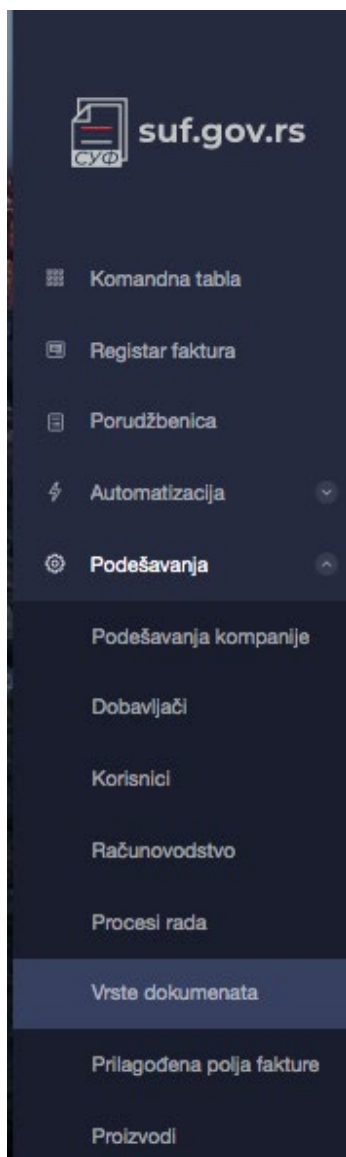 СУФ
suf.gov.rs
Komandna tabla
Registar faktura
Porudžbenica
Automatizacija
Podešavanja
Podešavanja kompanije
Dobavljači
Korisnici
Računovodstvo
Procesi rada
Vrste dokumenata
Prilagođena polja fakture
Proizvodi